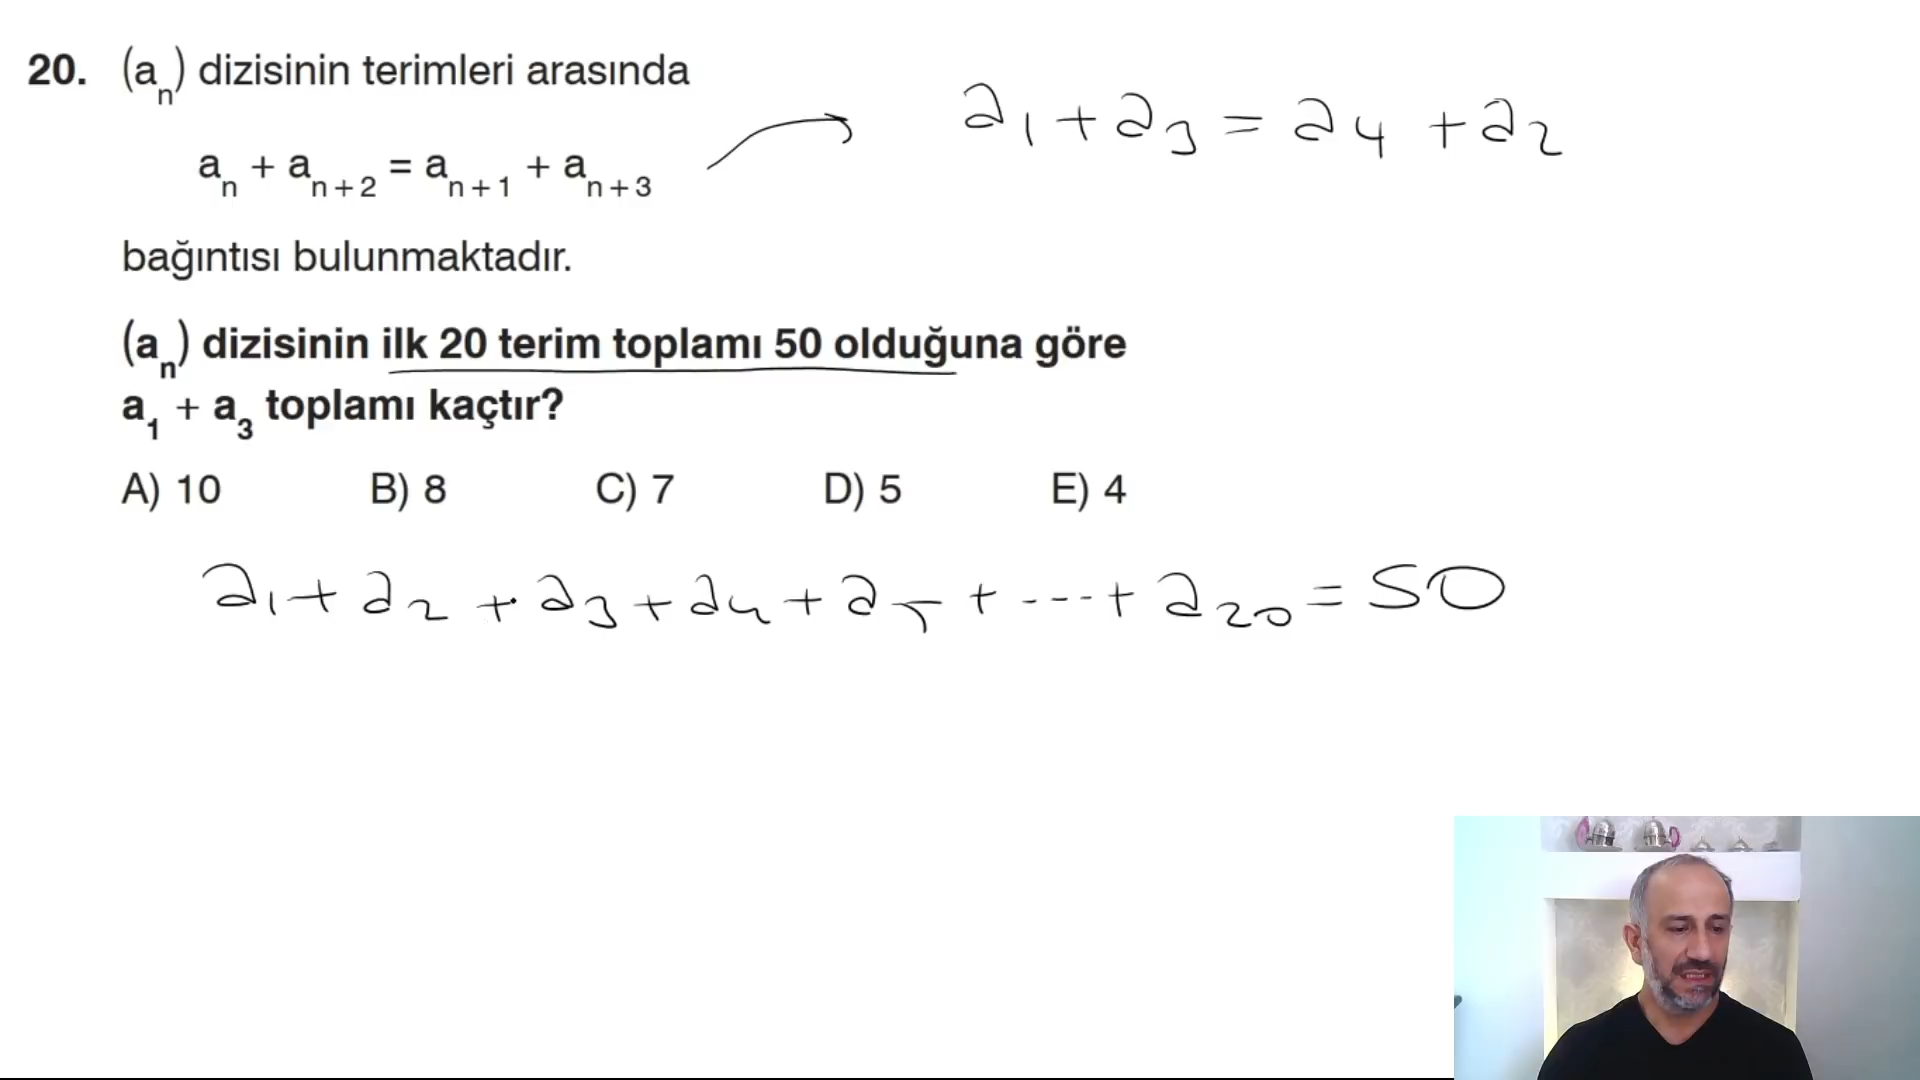 20. (aₙ) dizisinin terimleri arasında
aₙ + aₙ₊₂ = aₙ₊₁ + aₙ₊₃
a₁ + a₃ = a₄ + a₂
bağıntısı bulunmaktadır.
(aₙ) dizisinin ilk 20 terim toplamı 50 olduğuna göre
a₁ + a₃ toplamı kaçtır?
A) 10 B) 8 C) 7 D) 5 E) 4
a₁ + a₂ + a₃ + a₄ + a₅ + ---- + a₂₀ = 50